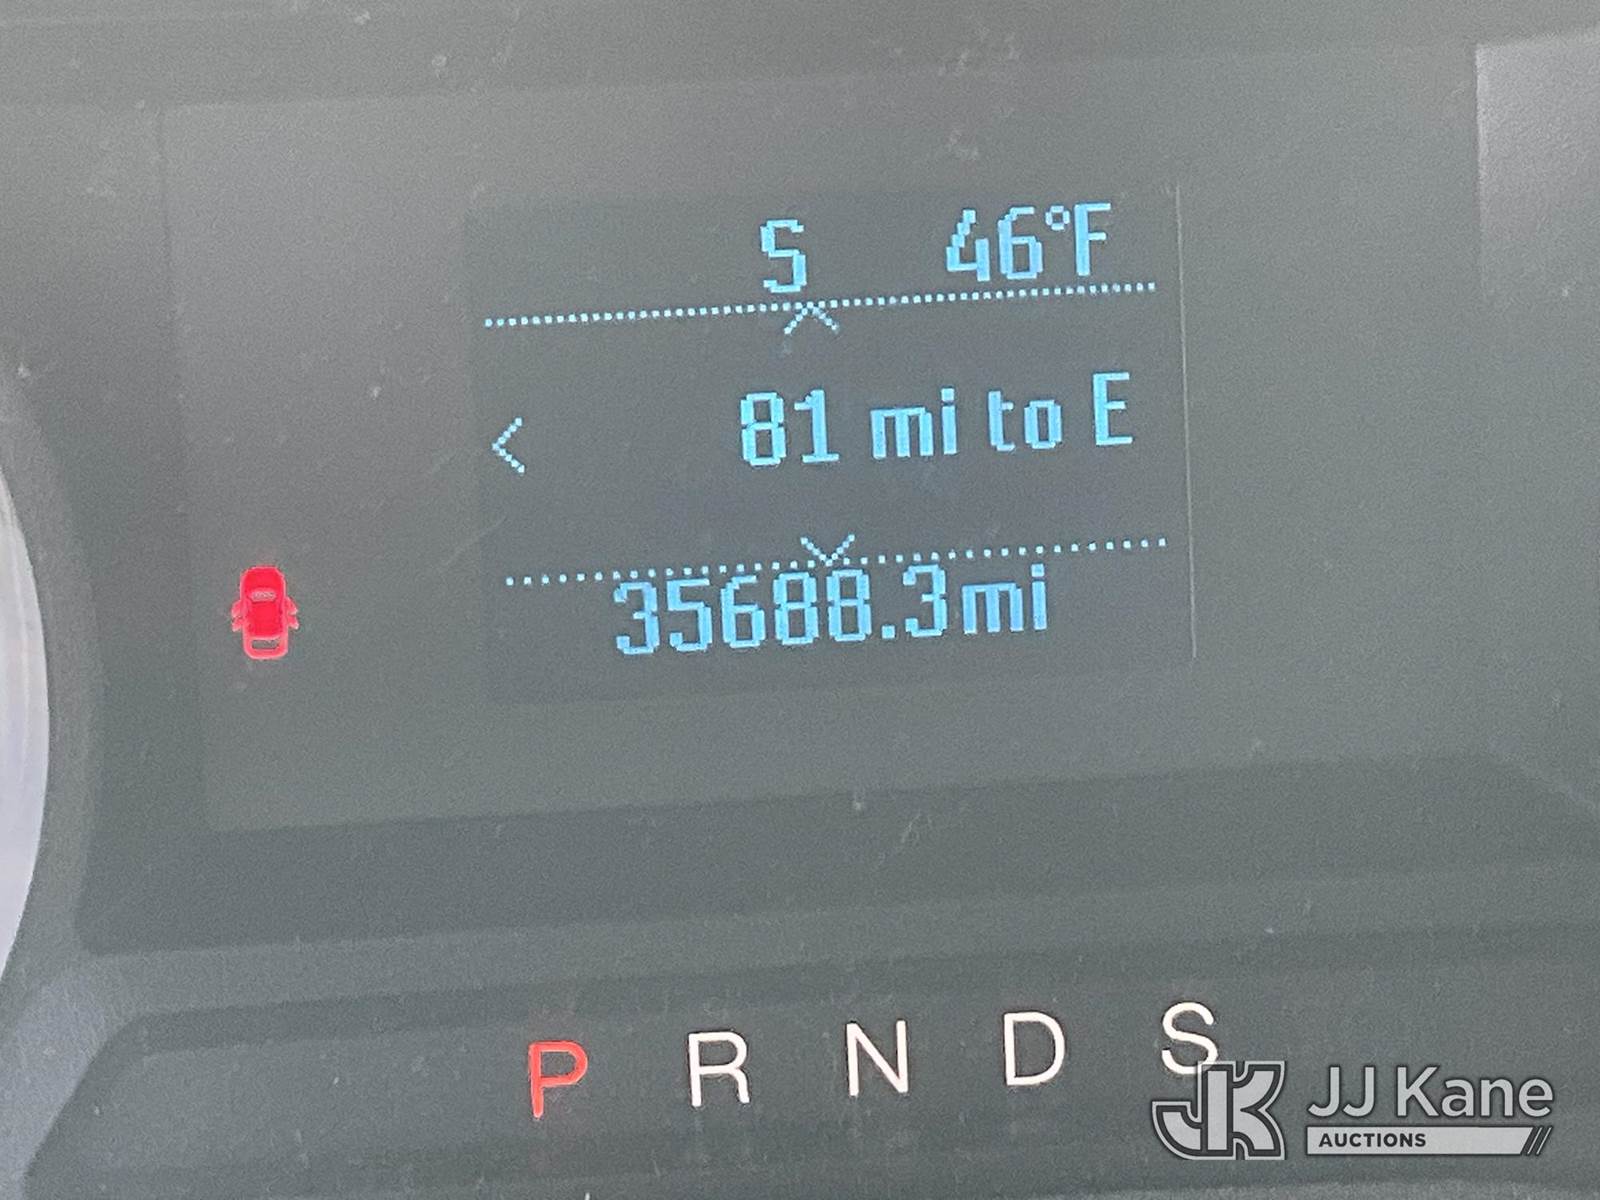 S 46°F
81 mi to E
35688.3mi
P R N D S
JK JJ Kane
AUCTIONS